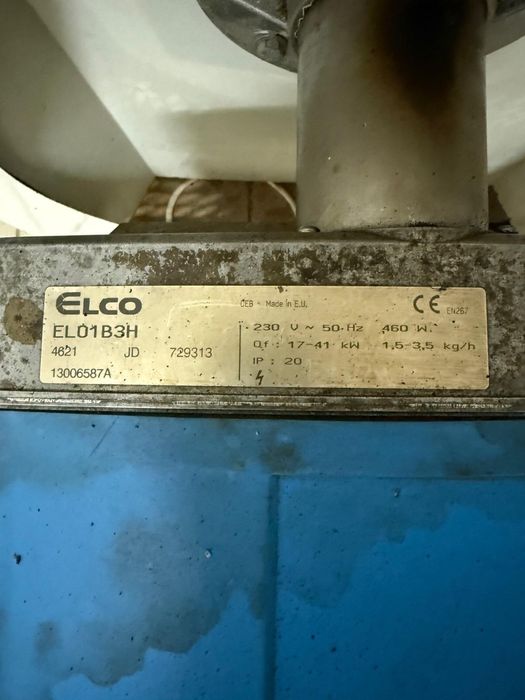 ELCO
CEB - Made in E.U.
CE EN267
EL01B3H
230 V ~ 50 Hz 460 W.
4621 JD 729313
Qf: 17-41 kW 1,5-3,5 kg/h
IP: 20
13006587A